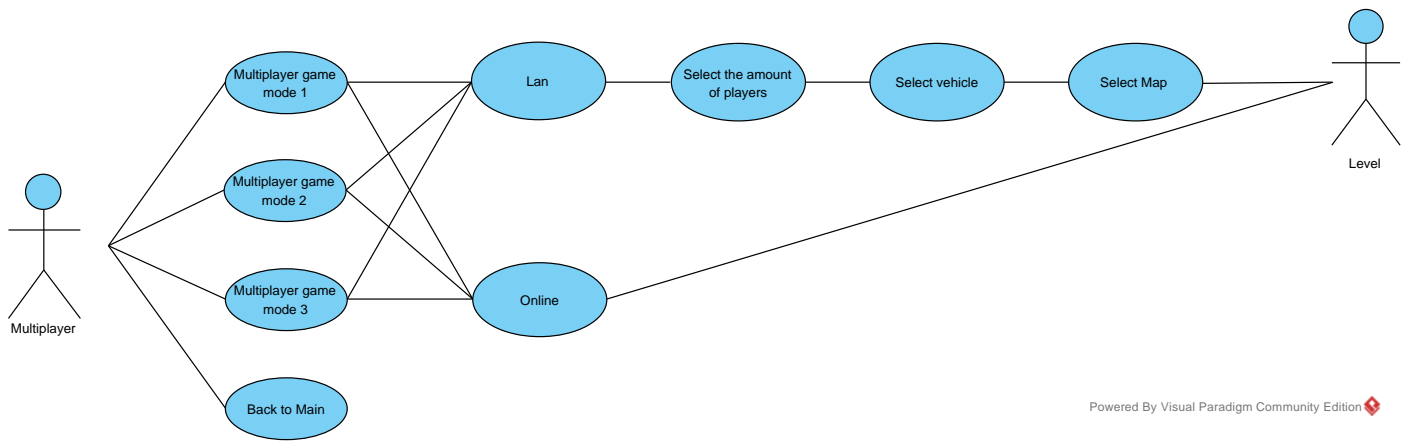 Multiplayer game
mode 1
Lan
Select the amount
of players
Select vehicle
Select Map
Level
Multiplayer game
mode 2
Multiplayer
Multiplayer game
mode 3
Online
Back to Main
Powered By Visual Paradigm Community Edition